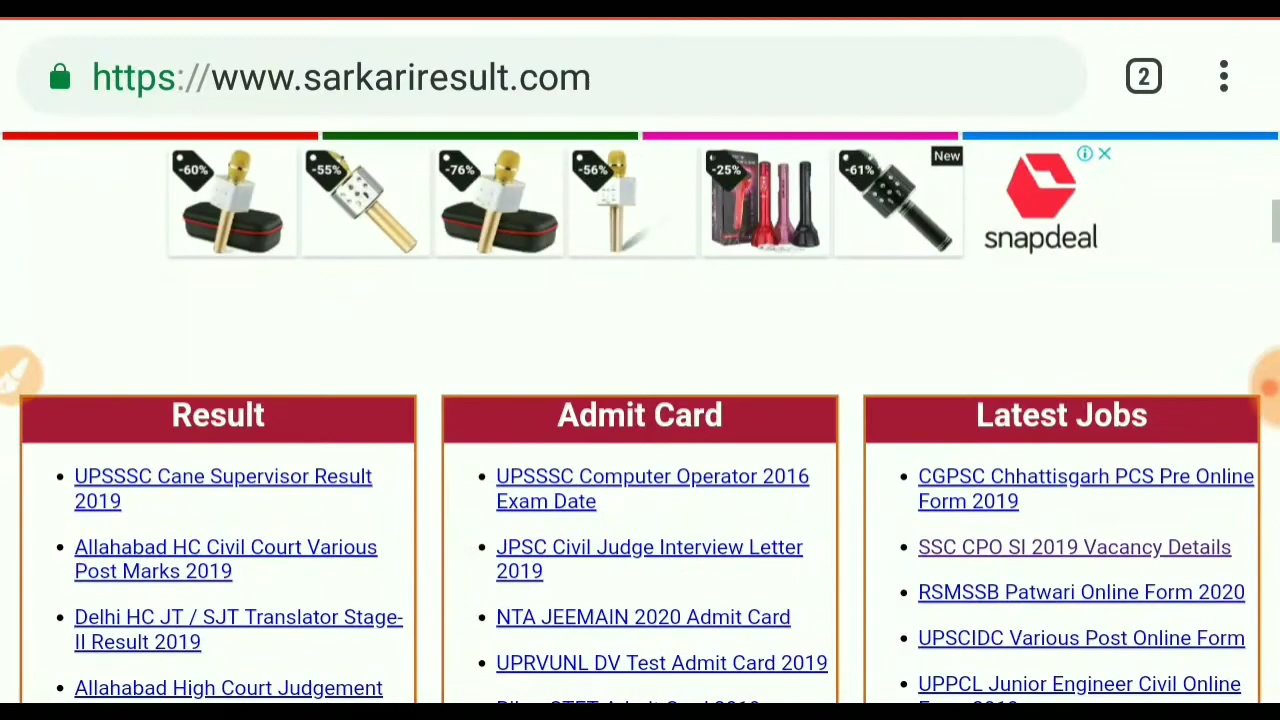 https://www.sarkariresult.com
2
-60%
-55%
-76%
-56%
-25%
-61%
New
snapdeal
Result
UPSSSC Cane Supervisor Result
2019
Allahabad HC Civil Court Various
Post Marks 2019
Delhi HC JT / SJT Translator Stage-
II Result 2019
Allahabad High Court Judgement
Admit Card
UPSSSC Computer Operator 2016
Exam Date
JPSC Civil Judge Interview Letter
2019
NTA JEEMAIN 2020 Admit Card
UPRVUNL DV Test Admit Card 2019
Latest Jobs
CGPSC Chhattisgarh PCS Pre Online
Form 2019
SSC CPO SI 2019 Vacancy Details
RSMSSB Patwari Online Form 2020
UPSCIDC Various Post Online Form
UPPCL Junior Engineer Civil Online